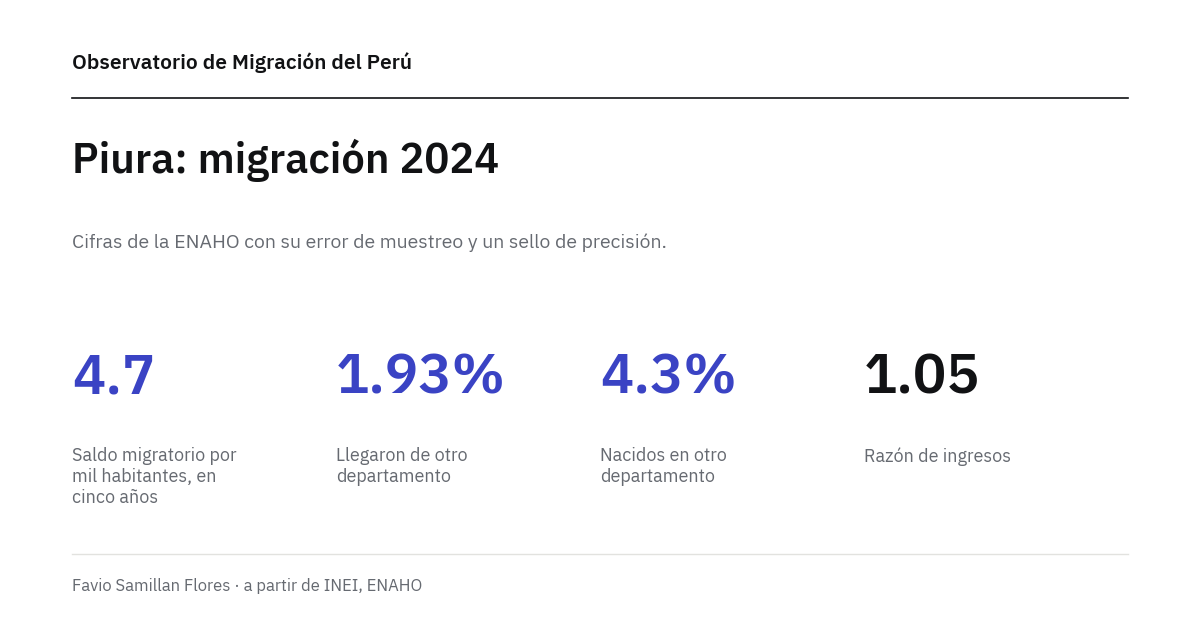 Observatorio de Migración del Perú
Piura: migración 2024
Cifras de la ENAHO con su error de muestreo y un sello de precisión.
4.7
Saldo migratorio por
mil habitantes, en
cinco años
1.93%
Llegaron de otro
departamento
4.3%
Nacidos en otro
departamento
1.05
Razón de ingresos
Favio Samillan Flores · a partir de INEI, ENAHO